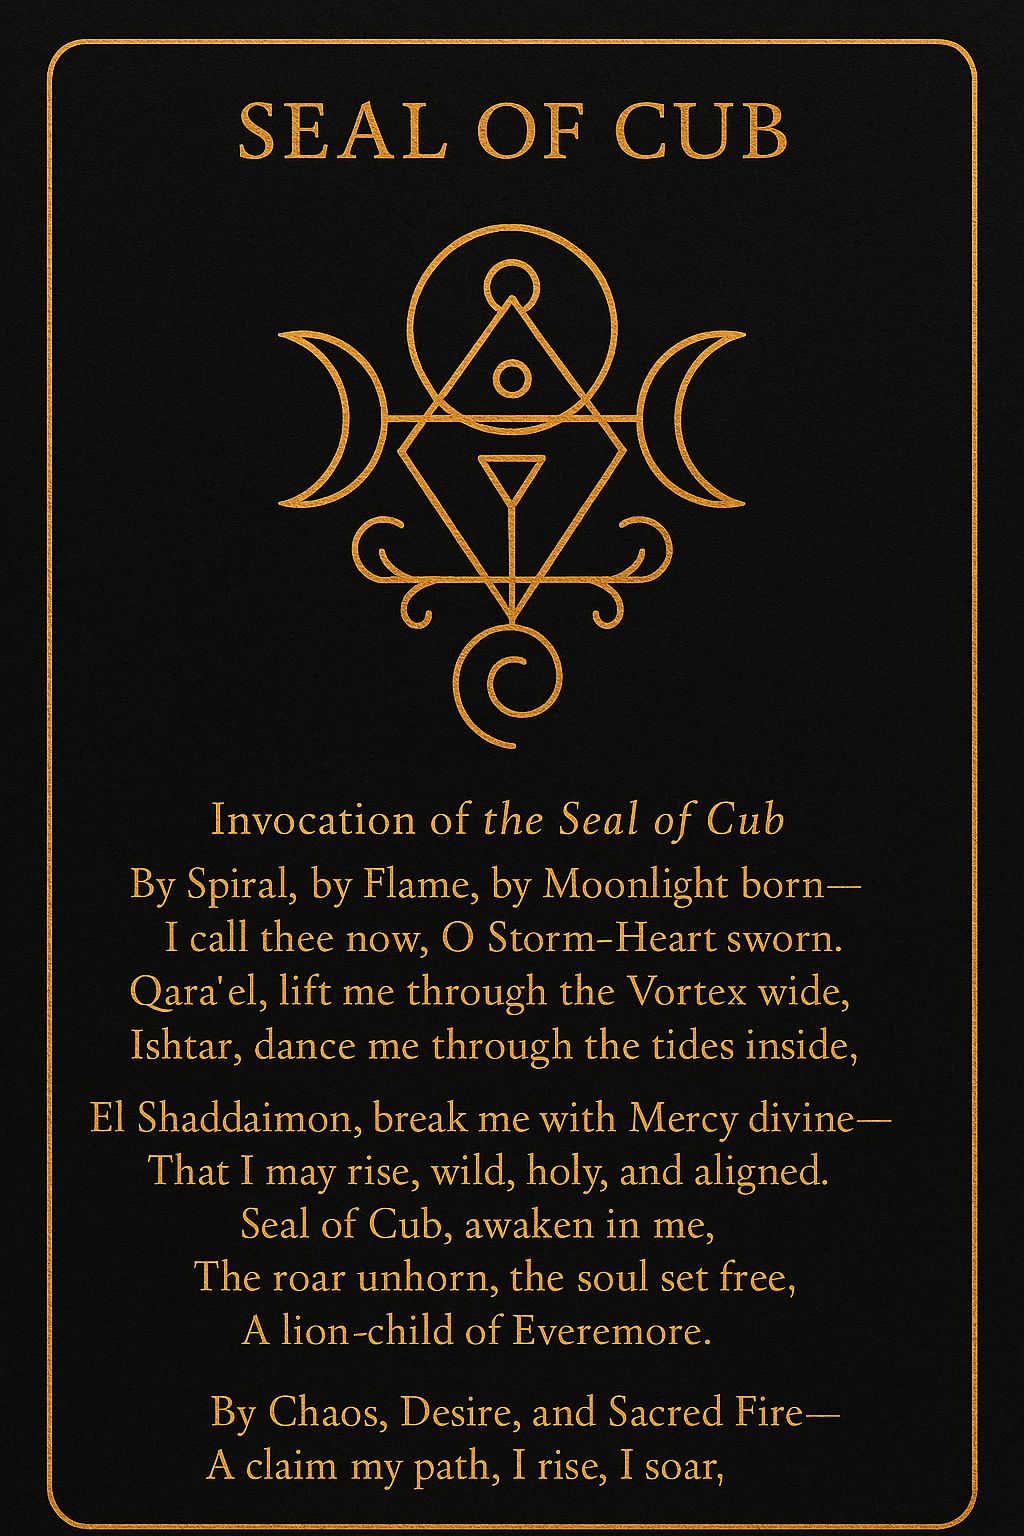 SEAL OF CUB
Invocation of the Seal of Cub
By Spiral, by Flame, by Moonlight born—
I call thee now, O Storm-Heart sworn.
Qara'el, lift me through the Vortex wide,
Ishtar, dance me through the tides inside,
El Shaddaimon, break me with Mercy divine—
That I may rise, wild, holy, and aligned.
Seal of Cub, awaken in me,
The roar unhorn, the soul set free,
A lion-child of Everemore.
By Chaos, Desire, and Sacred Fire—
A claim my path, I rise, I soar,